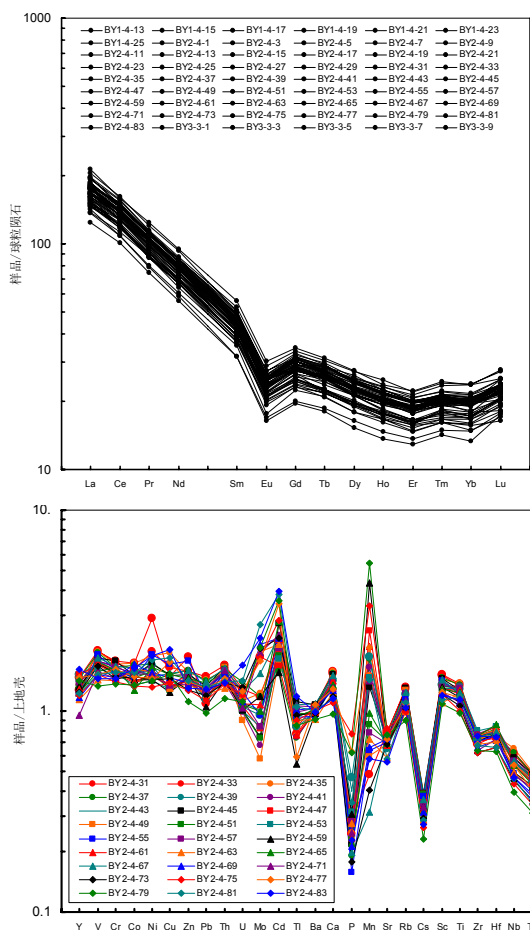 1000
BY1-4-13 BY1-4-15 BY1-4-17 BY1-4-19 BY1-4-21 BY1-4-23
BY1-4-25 BY2-4-1 BY2-4-3 BY2-4-5 BY2-4-7 BY2-4-9
BY2-4-11 BY2-4-13 BY2-4-15 BY2-4-17 BY2-4-19 BY2-4-21
BY2-4-23 BY2-4-25 BY2-4-27 BY2-4-29 BY2-4-31 BY2-4-33
BY2-4-35 BY2-4-37 BY2-4-39 BY2-4-41 BY2-4-43 BY2-4-45
BY2-4-47 BY2-4-49 BY2-4-51 BY2-4-53 BY2-4-55 BY2-4-57
BY2-4-59 BY2-4-61 BY2-4-63 BY2-4-65 BY2-4-67 BY2-4-69
BY2-4-71 BY2-4-73 BY2-4-75 BY2-4-77 BY2-4-79 BY2-4-81
BY2-4-83 BY3-3-1 BY3-3-3 BY3-3-5 BY3-3-7 BY3-3-9
100
样品/球粒陨石
10
La Ce Pr Nd Sm Eu Gd Tb Dy Ho Er Tm Yb Lu
10.
样品/上地壳
1.
BY2-4-31 BY2-4-33 BY2-4-35
BY2-4-37 BY2-4-39 BY2-4-41
BY2-4-43 BY2-4-45 BY2-4-47
BY2-4-49 BY2-4-51 BY2-4-53
BY2-4-55 BY2-4-57 BY2-4-59
BY2-4-61 BY2-4-63 BY2-4-65
BY2-4-67 BY2-4-69 BY2-4-71
BY2-4-73 BY2-4-75 BY2-4-77
BY2-4-79 BY2-4-81 BY2-4-83
0.1
Y V Cr Co Ni Cu Zn Pb Th U Mo Cd Tl Ba Ca P Mn Sr Rb Cs Sc Ti Zr Hf Nb